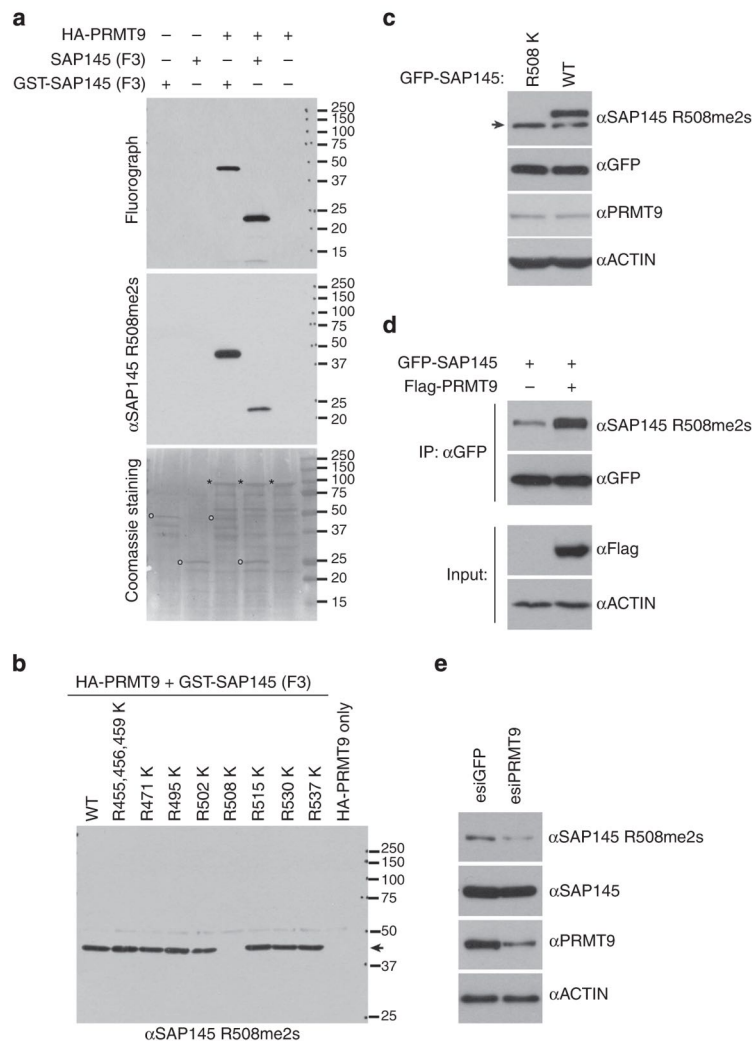 a
HA-PRMT9 – – + + +
SAP145 (F3) – + – + –
GST-SAP145 (F3) + – + – –
Fluorograph
250
150
100
75
50
37
25
20
15
αSAP145 R508me2s
250
150
100
75
50
37
25
20
Coomassie staining
* * *
250
150
100
75
50
37
25
20
15
b
HA-PRMT9 + GST-SAP145 (F3)
WT
R455,456,459 K
R471 K
R495 K
R502 K
R508 K
R515 K
R530 K
R537 K
HA-PRMT9 only
250
150
100
75
50
37
25
αSAP145 R508me2s
c
GFP-SAP145:
R508 K
WT
αSAP145 R508me2s
αGFP
αPRMT9
αACTIN
d
GFP-SAP145 + +
Flag-PRMT9 – +
IP: αGFP
αSAP145 R508me2s
αGFP
Input:
αFlag
αACTIN
e
esiGFP
esiPRMT9
αSAP145 R508me2s
αSAP145
αPRMT9
αACTIN